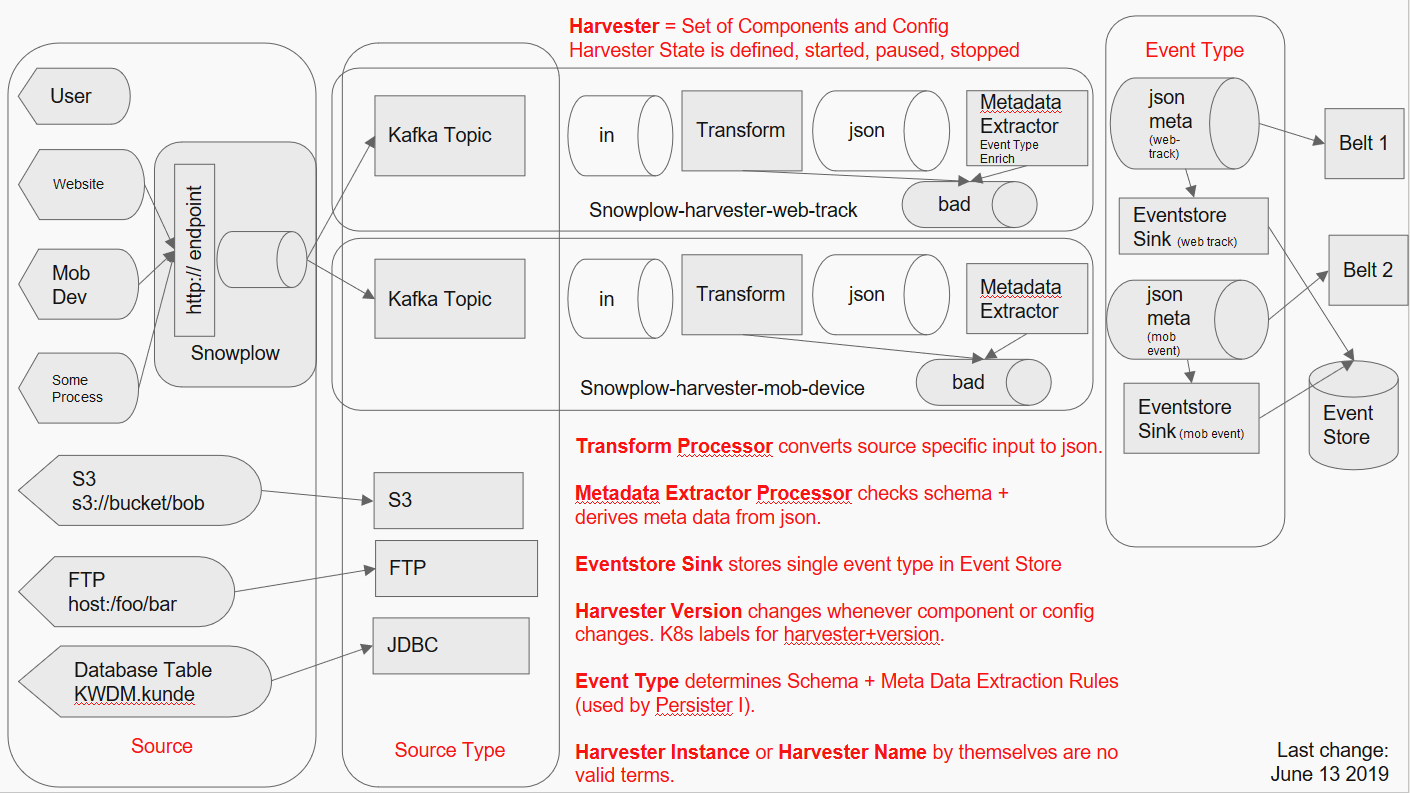 Harvester = Set of Components and Config
Harvester State is defined, started, paused, stopped
User
Website
Mob
Dev
Some
Process
http:// endpoint
Snowplow
S3
s3://bucket/bob
FTP
host:/foo/bar
Database Table
KWDM.kunde
Source
Kafka Topic
Kafka Topic
S3
FTP
JDBC
Source Type
in
Transform
json
Metadata
Extractor
Event Type
Enrich
bad
Snowplow-harvester-web-track
in
Transform
json
Metadata
Extractor
bad
Snowplow-harvester-mob-device
Transform Processor converts source specific input to json.
Metadata Extractor Processor checks schema +
derives meta data from json.
Eventstore Sink stores single event type in Event Store
Harvester Version changes whenever component or config
changes. K8s labels for harvester+version.
Event Type determines Schema + Meta Data Extraction Rules
(used by Persister I).
Harvester Instance or Harvester Name by themselves are no
valid terms.
Event Type
json
meta
(web-
track)
Eventstore
Sink (web track)
json
meta
(mob
event)
Eventstore
Sink (mob event)
Belt 1
Belt 2
Event
Store
Last change:
June 13 2019